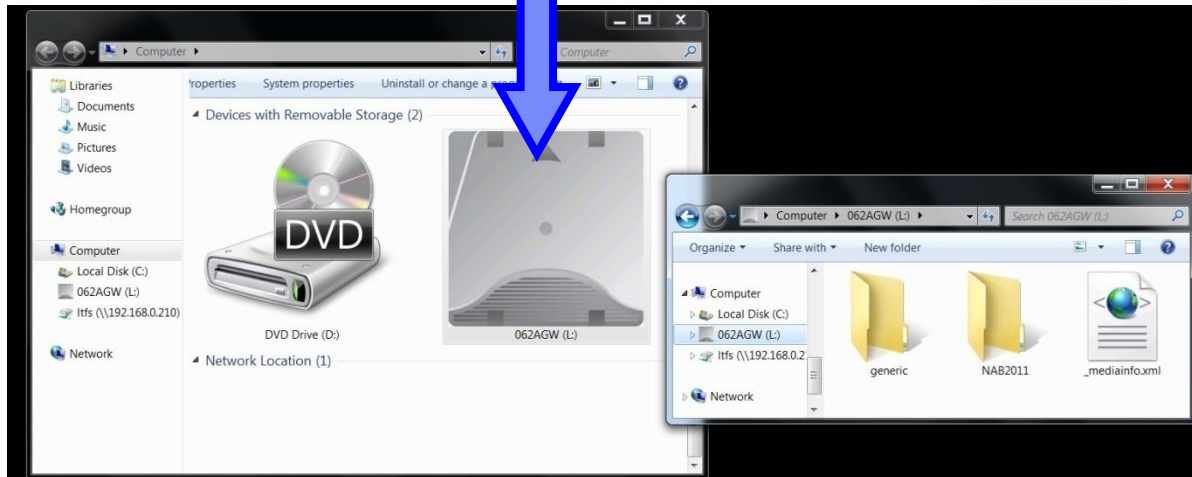 Computer
Computer
roperties
System properties
Uninstall or change a
Libraries
Documents
Music
Pictures
Videos
Homegroup
Computer
Local Disk (C:)
062AGW (L:)
ltfs (\\192.168.0.210)
Network
Devices with Removable Storage (2)
DVD
DVD Drive (D:)
062AGW (L:)
Network Location (1)
Computer
062AGW (L:)
Search 062AGW (L:)
Organize
Share with
New folder
Computer
Local Disk (C:)
062AGW (L:)
ltfs (\\192.168.0.2
Network
generic
NAB2011
_mediainfo.xml